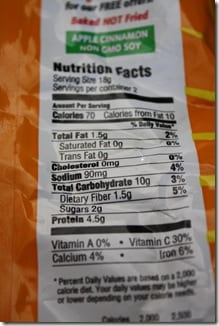 for our FREE offers!
Baked NOT Fried
APPLE CINNAMON
NON GMO SOY
Nutrition Facts
Serving Size 18g
Servings per container 2
Amount Per Serving
Calories 70 Calories from Fat 10
% Daily Value*
Total Fat 1.5g 2%
Saturated Fat 0g 0%
Trans Fat 0g
Cholesterol 0mg 0%
Sodium 90mg 4%
Total Carbohydrate 10g 3%
Dietary Fiber 1.5g 5%
Sugars 2g
Protein 4.5g
Vitamin A 0% • Vitamin C 30%
Calcium 4% • Iron 6%
*Percent Daily Values are based on a 2,000
calorie diet. Your daily values may be higher
or lower depending on your calorie needs.
Calories 2,000 2,500